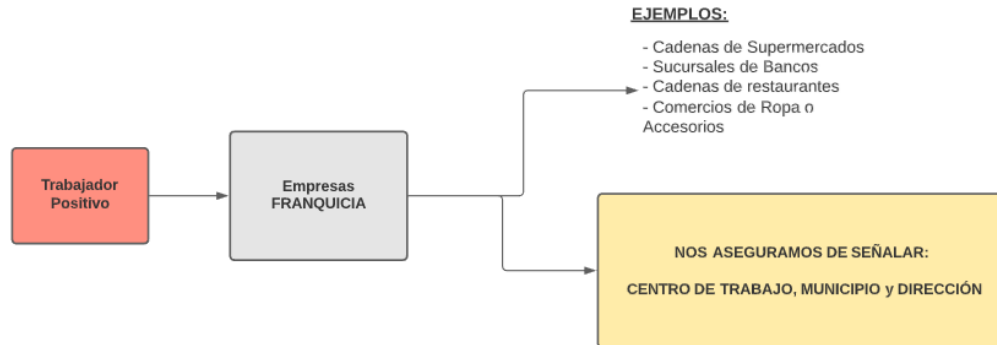 EJEMPLOS:
- Cadenas de Supermercados
- Sucursales de Bancos
- Cadenas de restaurantes
- Comercios de Ropa o
Accesorios
Trabajador
Positivo
Empresas
FRANQUICIA
NOS ASEGURAMOS DE SEÑALAR:
CENTRO DE TRABAJO, MUNICIPIO y DIRECCIÓN